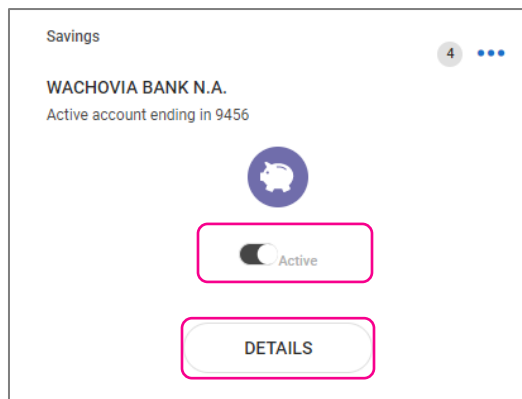 Savings
4
WACHOVIA BANK N.A.
Active account ending in 9456
Active
DETAILS